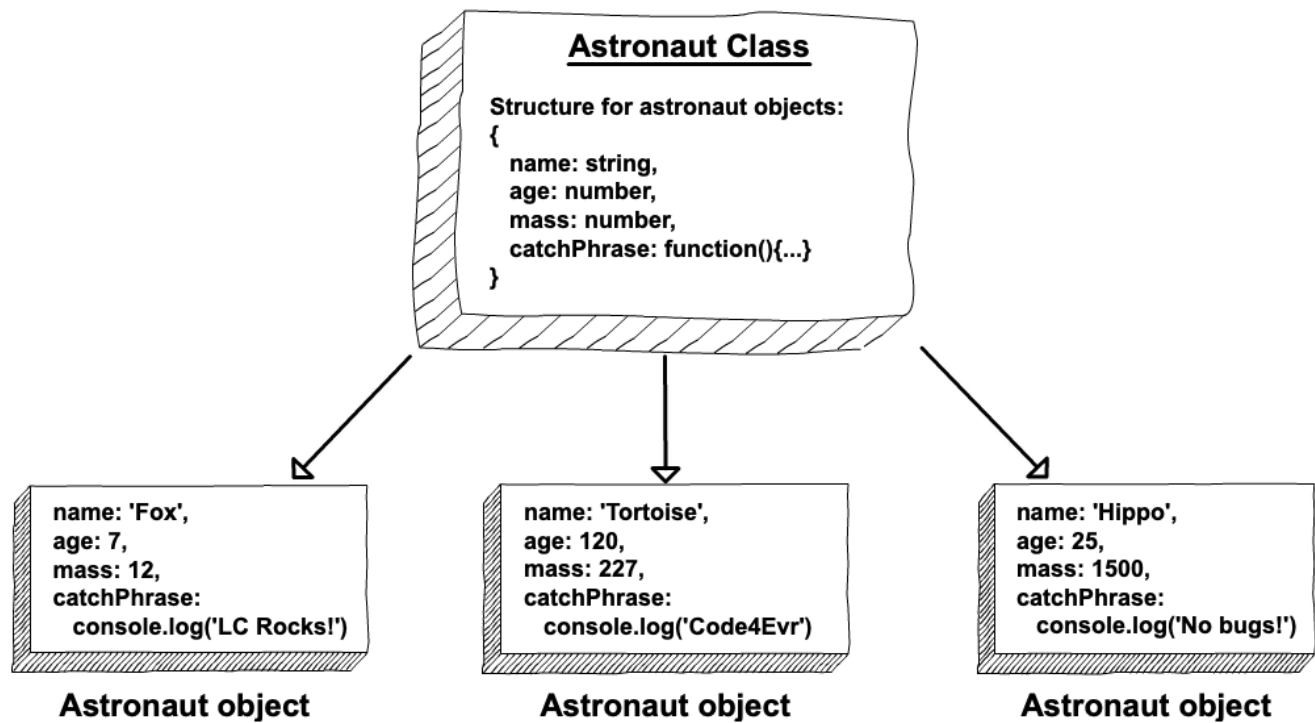 Astronaut Class
Structure for astronaut objects:
{
name: string,
age: number,
mass: number,
catchPhrase: function(){...}
}
name: 'Fox',
age: 7,
mass: 12,
catchPhrase:
console.log('LC Rocks!')
Astronaut object
name: 'Tortoise',
age: 120,
mass: 227,
catchPhrase:
console.log('Code4Evr')
Astronaut object
name: 'Hippo',
age: 25,
mass: 1500,
catchPhrase:
console.log('No bugs!')
Astronaut object